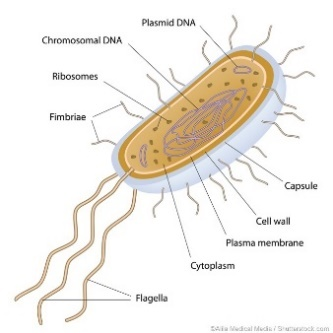 Plasmid DNA
Chromosomal DNA
Ribosomes
Fimbriae
Capsule
Cell wall
Plasma membrane
Cytoplasm
Flagella
©Alila Medical Media / Shutterstock.com